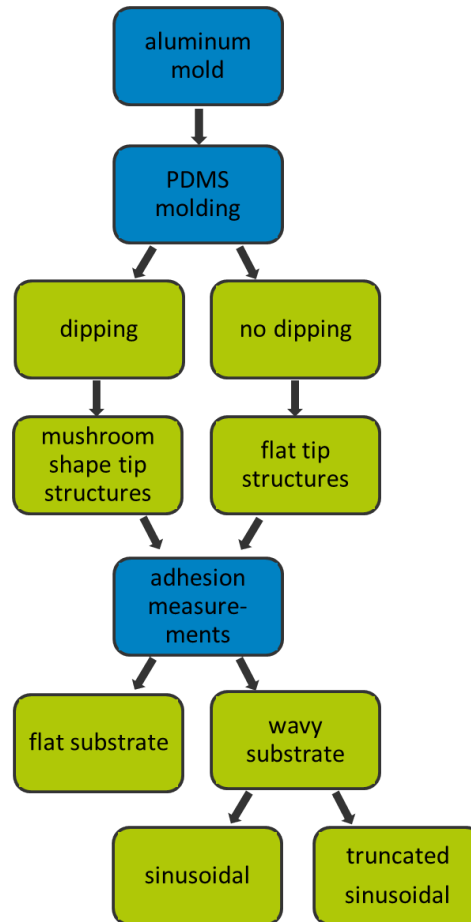 aluminum
mold
PDMS
molding
dipping
no dipping
mushroom
shape tip
structures
flat tip
structures
adhesion
measure-
ments
flat substrate
wavy
substrate
sinusoidal
truncated
sinusoidal